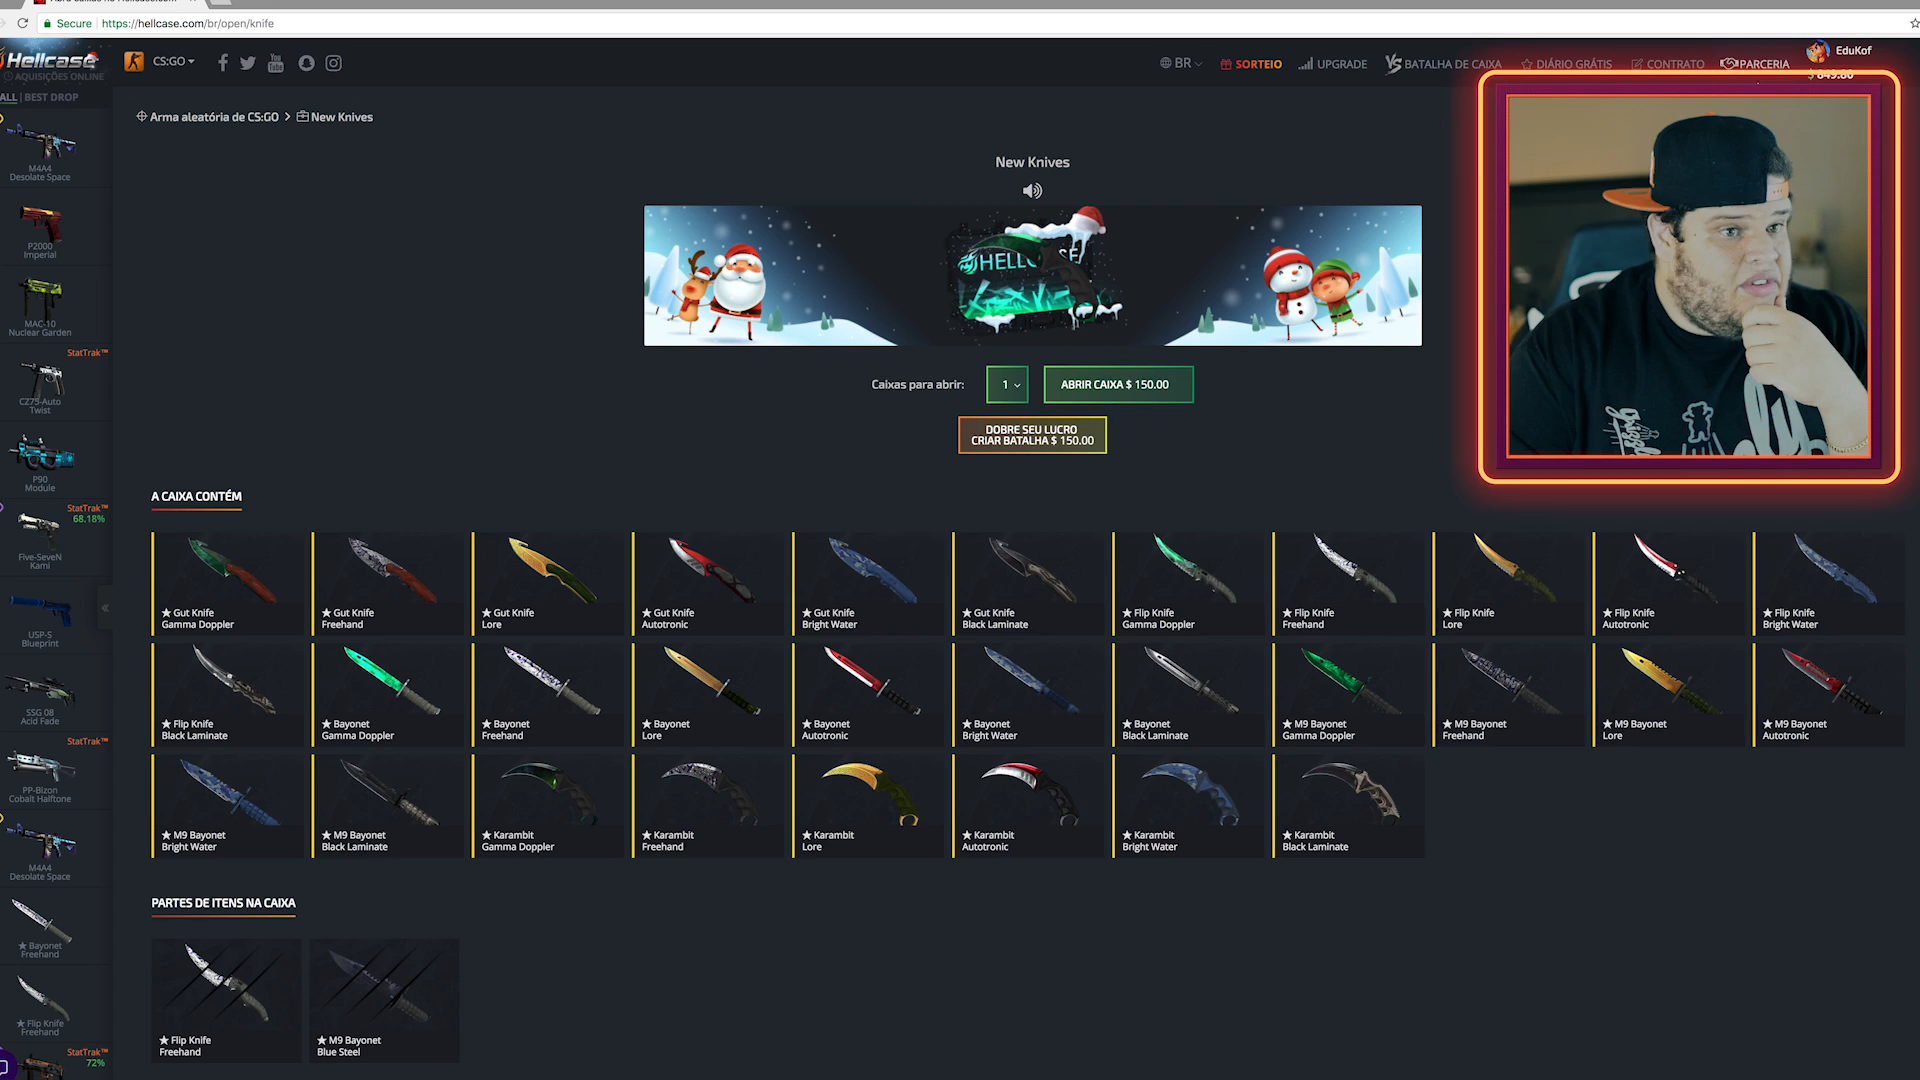 Secure
https://hellcase.com/br/open/knife
Hellcase
AQUISIÇÕES ONLINE
CS:GO
You
Tube
BR
SORTEIO
UPGRADE
VS BATALHA DE CAIXA
DIÁRIO GRÁTIS
CONTRATO
PARCERIA
EduKof
ALL | BEST DROP
Arma aleatória de CS:GO > New Knives
New Knives
HELLCASE
Caixas para abrir:
1
ABRIR CAIXA $ 150.00
DOBRE SEU LUCRO
CRIAR BATALHA $ 150.00
M4A4
Desolate Space
P2000
Imperial
MAC-10
Nuclear Garden
StatTrak™
CZ75-Auto
Twist
P90
Module
StatTrak™
68.18%
Five-SeveN
Kami
USP-S
Blueprint
SSG 08
Acid Fade
StatTrak™
PP-Bizon
Cobalt Halftone
M4A4
Desolate Space
★ Bayonet
Freehand
★ Flip Knife
Freehand
StatTrak™
72%
A CAIXA CONTÉM
★ Gut Knife
Gamma Doppler
★ Gut Knife
Freehand
★ Gut Knife
Lore
★ Gut Knife
Autotronic
★ Gut Knife
Bright Water
★ Gut Knife
Black Laminate
★ Flip Knife
Gamma Doppler
★ Flip Knife
Freehand
★ Flip Knife
Lore
★ Flip Knife
Autotronic
★ Flip Knife
Bright Water
★ Flip Knife
Black Laminate
★ Bayonet
Gamma Doppler
★ Bayonet
Freehand
★ Bayonet
Lore
★ Bayonet
Autotronic
★ Bayonet
Bright Water
★ Bayonet
Black Laminate
★ M9 Bayonet
Gamma Doppler
★ M9 Bayonet
Freehand
★ M9 Bayonet
Lore
★ M9 Bayonet
Autotronic
★ M9 Bayonet
Bright Water
★ M9 Bayonet
Black Laminate
★ Karambit
Gamma Doppler
★ Karambit
Freehand
★ Karambit
Lore
★ Karambit
Autotronic
★ Karambit
Bright Water
★ Karambit
Black Laminate
PARTES DE ITENS NA CAIXA
★ Flip Knife
Freehand
★ M9 Bayonet
Blue Steel